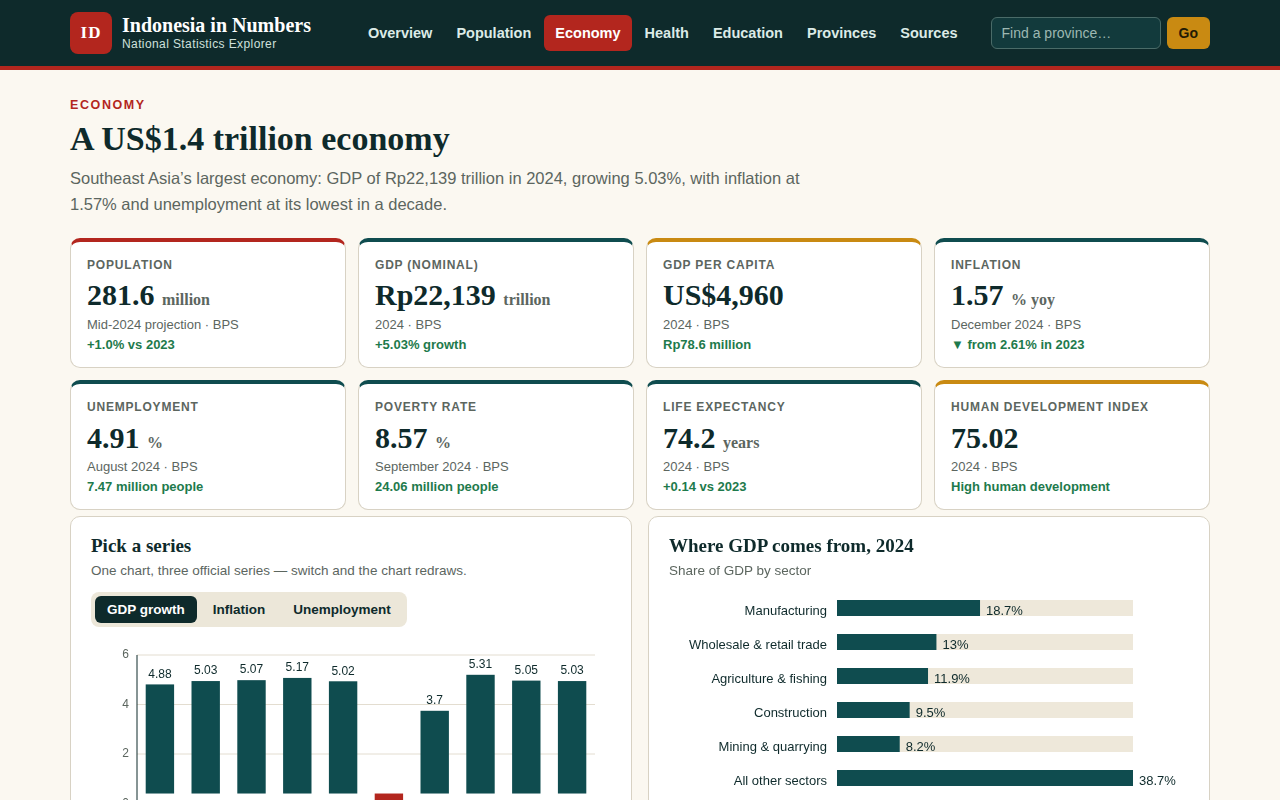 ID
Indonesia in Numbers
National Statistics Explorer
Overview Population Economy Health Education Provinces Sources
Find a province…
Go
ECONOMY
A US$1.4 trillion economy
Southeast Asia’s largest economy: GDP of Rp22,139 trillion in 2024, growing 5.03%, with inflation at
1.57% and unemployment at its lowest in a decade.
POPULATION
281.6 million
Mid-2024 projection · BPS
+1.0% vs 2023
GDP (NOMINAL)
Rp22,139 trillion
2024 · BPS
+5.03% growth
GDP PER CAPITA
US$4,960
2024 · BPS
Rp78.6 million
INFLATION
1.57 % yoy
December 2024 · BPS
▼ from 2.61% in 2023
UNEMPLOYMENT
4.91 %
August 2024 · BPS
7.47 million people
POVERTY RATE
8.57 %
September 2024 · BPS
24.06 million people
LIFE EXPECTANCY
74.2 years
2024 · BPS
+0.14 vs 2023
HUMAN DEVELOPMENT INDEX
75.02
2024 · BPS
High human development
Pick a series
One chart, three official series — switch and the chart redraws.
GDP growth Inflation Unemployment
6
4.88 5.03 5.07 5.17 5.02 3.7 5.31 5.05 5.03
4
2
Where GDP comes from, 2024
Share of GDP by sector
Manufacturing 18.7%
Wholesale & retail trade 13%
Agriculture & fishing 11.9%
Construction 9.5%
Mining & quarrying 8.2%
All other sectors 38.7%